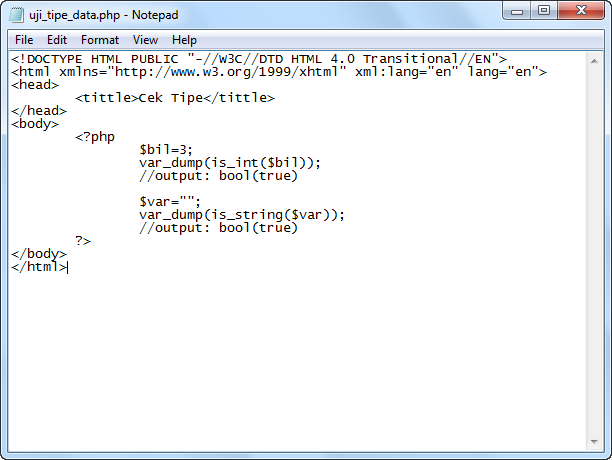 uji_tipe_data.php - Notepad
File Edit Format View Help
<!DOCTYPE HTML PUBLIC "-//W3C//DTD HTML 4.0 Transitional//EN">
<html xmlns="http://www.w3.org/1999/xhtml" xml:lang="en" lang="en">
<head>
	<tittle>Cek Tipe</tittle>
</head>
<body>
	<?php
		$bil=3;
		var_dump(is_int($bil));
		//output: bool(true)

		$var="";
		var_dump(is_string($var));
		//output: bool(true)
	?>
</body>
</html>